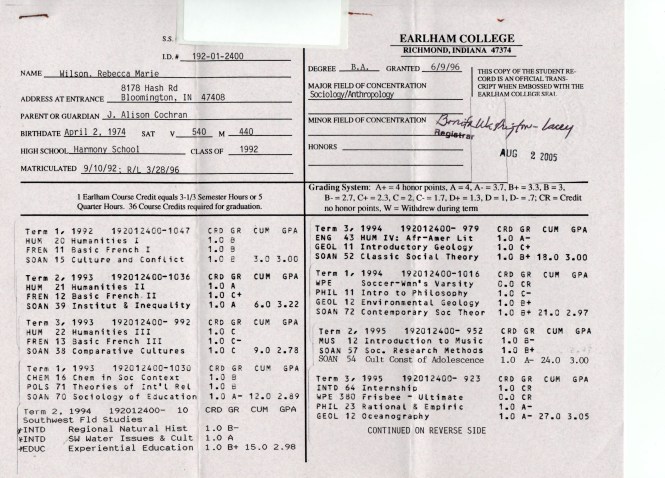 S.S.
I.D. # 192-01-2400
NAME Wilson, Rebecca Marie
8178 Hash Rd
ADDRESS AT ENTRANCE Bloomington, IN 47408
PARENT OR GUARDIAN J. Alison Cochran
BIRTHDATE April 2, 1974 SAT V 540 M 440
HIGH SCHOOL Harmony School CLASS OF 1992
MATRICULATED 9/10/92; R/L 3/28/96
EARLHAM COLLEGE
RICHMOND, INDIANA 47374
DEGREE B.A. GRANTED 6/9/96
MAJOR FIELD OF CONCENTRATION
Sociology/Anthropology
MINOR FIELD OF CONCENTRATION
HONORS
THIS COPY OF THE STUDENT RE-
CORD IS AN OFFICIAL TRANS-
CRIPT WHEN EMBOSSED WITH THE
EARLHAM COLLEGE SEAL
Registrar
AUG 2 2005
1 Earlham Course Credit equals 3-1/3 Semester Hours or 5
Quarter Hours. 36 Course Credits required for graduation.
Grading System: A+ = 4 honor points, A = 4, A- = 3.7, B+ = 3.3, B = 3,
B- = 2.7, C+ = 2.3, C = 2, C- = 1.7, D+ = 1.3, D = 1, D- = .7; CR = Credit
no honor points, W = Withdrew during term
Term 1, 1992 192012400-1047 CRD GR CUM GPA
HUM 20 Humanities I 1.0 B
FREN 11 Basic French I 1.0 B
SOAN 15 Culture and Conflict 1.0 B 3.0 3.00
Term 2, 1993 192012400-1036 CRD GR CUM GPA
HUM 21 Humanities II 1.0 A
FREN 12 Basic French II 1.0 C+
SOAN 39 Institut & Inequality 1.0 A 6.0 3.22
Term 3, 1993 192012400- 992 CRD GR CUM GPA
HUM 22 Humanities III 1.0 C
FREN 13 Basic French III 1.0 C-
SOAN 38 Comparative Cultures 1.0 C 9.0 2.78
Term 1, 1993 192012400-1030 CRD GR CUM GPA
CHEM 16 Chem in Soc Context 1.0 B
POLS 71 Theories of Int'l Rel 1.0 B
SOAN 70 Sociology of Education 1.0 A- 12.0 2.89
Term 2, 1994 192012400- 10 CRD GR CUM GPA
Southwest Fld Studies
*INTD Regional Natural Hist 1.0 B-
*INTD SW Water Issues & Cult 1.0 A
*EDUC Experiential Education 1.0 B+ 15.0 2.98
Term 3, 1994 192012400- 979 CRD GR CUM GPA
ENG 43 HUM IV: Afr-Amer Lit 1.0 A-
GEOL 11 Introductory Geology 1.0 C+
SOAN 52 Classic Social Theory 1.0 B+ 18.0 3.00
Term 1, 1994 192012400-1016 CRD GR CUM GPA
WPE Soccer-Wmn's Varsity 0.0 CR
PHIL 11 Intro to Philosophy 1.0 C-
GEOL 12 Environmental Geology 1.0 B+
SOAN 72 Contemporary Soc Theor 1.0 B+ 21.0 2.97
Term 2, 1995 192012400- 952 CRD GR CUM GPA
MUS 12 Introduction to Music 1.0 B-
SOAN 57 Soc. Research Methods 1.0 B+
SOAN 54 Cult Const of Adolescence 1.0 A- 24.0 3.00
Term 3, 1995 192012400- 923 CRD GR CUM GPA
INTD 64 Internship 1.0 CR
WPE 380 Frisbee - Ultimate 0.0 CR
PHIL 23 Rational & Empiric 1.0 A-
GEOL 12 Oceanography 1.0 A- 27.0 3.05
CONTINUED ON REVERSE SIDE